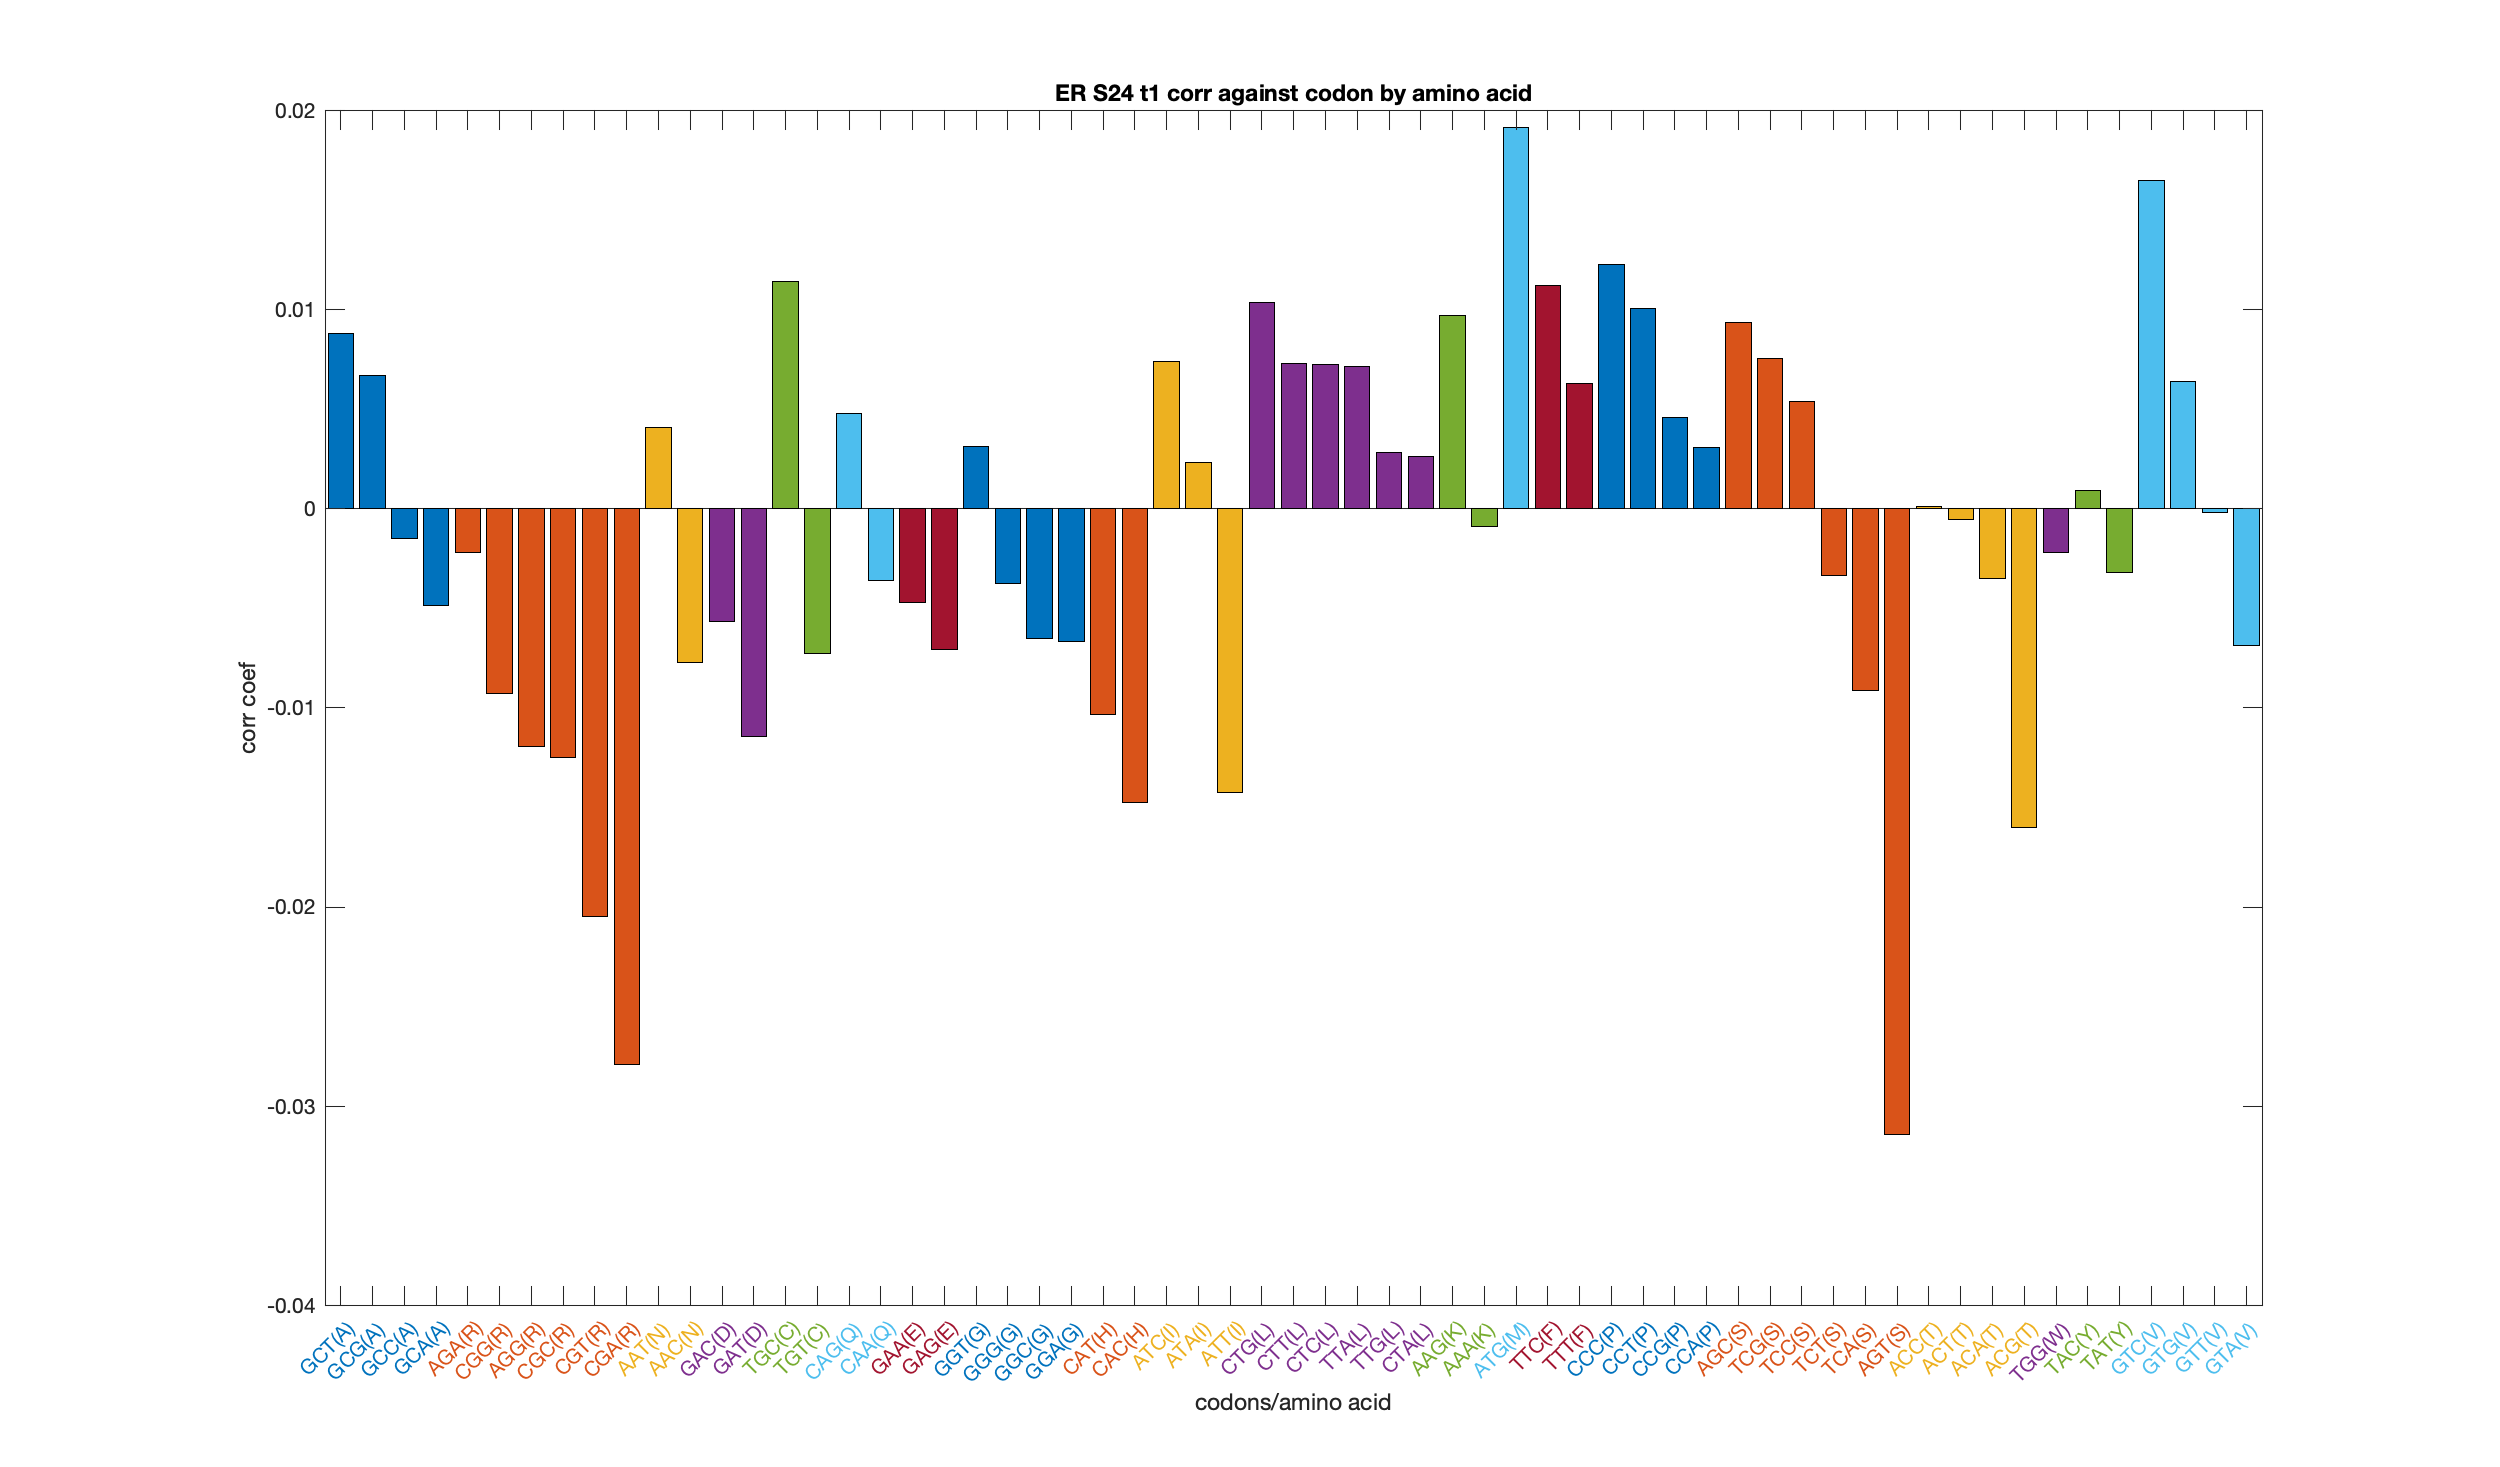 ER S24 t1 corr against codon by amino acid
0.02
0.01
0
-0.01
-0.02
-0.03
-0.04
corr coef
GCT(A)
GCG(A)
GCC(A)
GCA(A)
AGA(R)
CGG(R)
AGG(R)
CGC(R)
CGT(R)
CGA(R)
AAT(N)
AAC(N)
GAC(D)
GAT(D)
TGC(C)
TGT(C)
CAG(Q)
CAA(Q)
GAA(E)
GAG(E)
GGT(G)
GGG(G)
GGC(G)
GGA(G)
CAT(H)
CAC(H)
ATC(I)
ATA(I)
ATT(I)
CTG(L)
CTT(L)
CTC(L)
TTA(L)
TTG(L)
CTA(L)
AAG(K)
AAA(K)
ATG(M)
TTC(F)
TTT(F)
CCC(P)
CCT(P)
CCG(P)
CCA(P)
AGC(S)
TCG(S)
TCC(S)
TCT(S)
TCA(S)
AGT(S)
ACC(T)
ACT(T)
ACA(T)
ACG(T)
TGG(W)
TAC(Y)
TAT(Y)
GTC(V)
GTG(V)
GTT(V)
GTA(V)
codons/amino acid